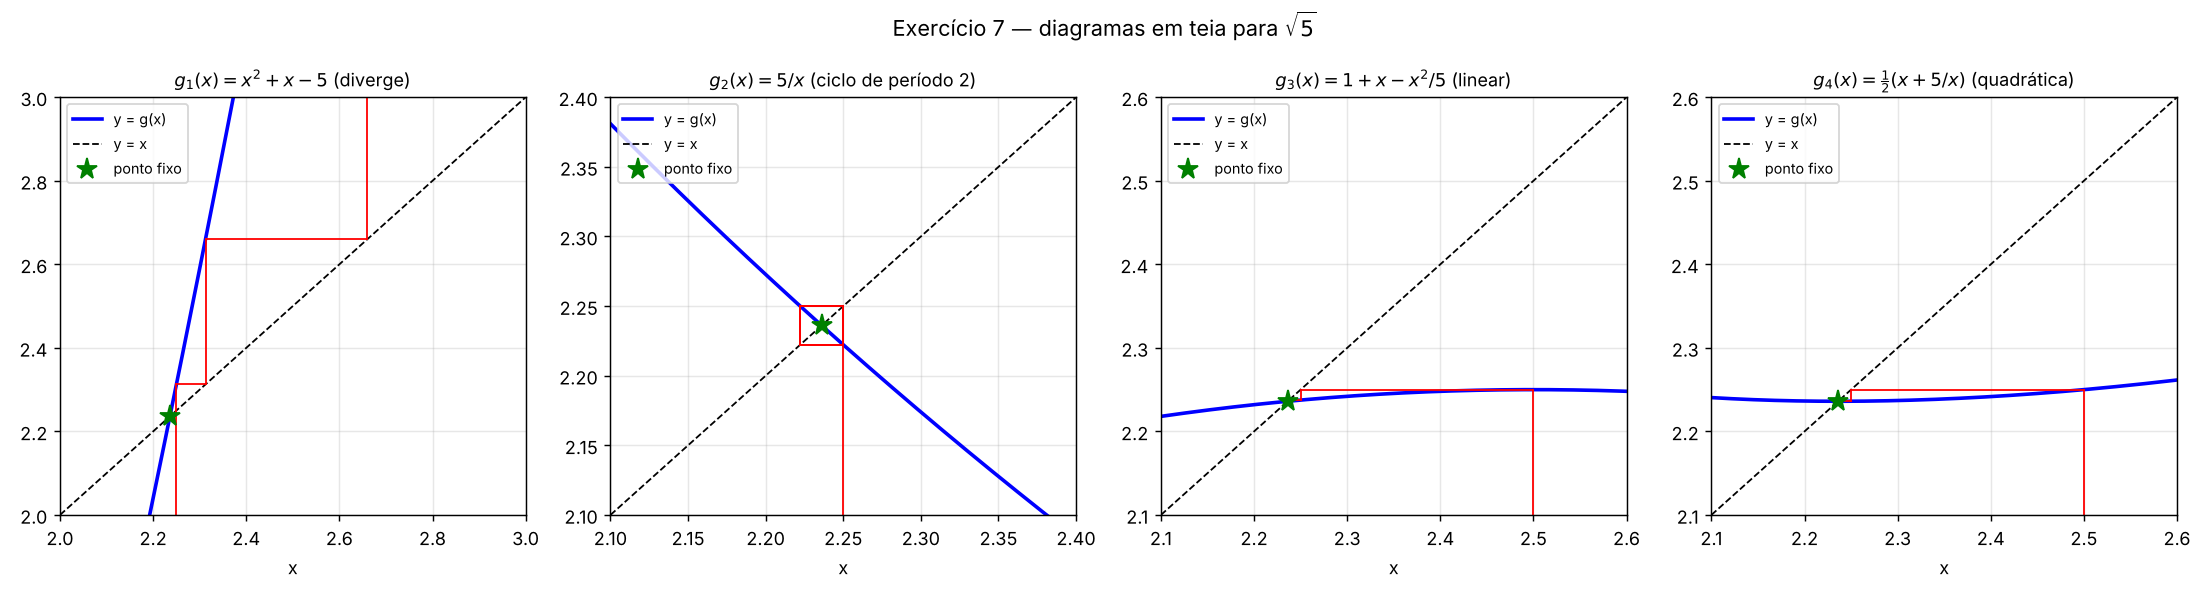 Exercício 7 — diagramas em teia para √5
g₁(x) = x² + x − 5 (diverge)
y = g(x)
y = x
ponto fixo
3.0
2.8
2.6
2.4
2.2
2.0
2.0 2.2 2.4 2.6 2.8 3.0
x
g₂(x) = 5/x (ciclo de período 2)
y = g(x)
y = x
ponto fixo
2.40
2.35
2.30
2.25
2.20
2.15
2.10
2.10 2.15 2.20 2.25 2.30 2.35 2.40
x
g₃(x) = 1 + x − x²/5 (linear)
y = g(x)
y = x
ponto fixo
2.6
2.5
2.4
2.3
2.2
2.1
2.1 2.2 2.3 2.4 2.5 2.6
x
g₄(x) = ½(x + 5/x) (quadrática)
y = g(x)
y = x
ponto fixo
2.6
2.5
2.4
2.3
2.2
2.1
2.1 2.2 2.3 2.4 2.5 2.6
x